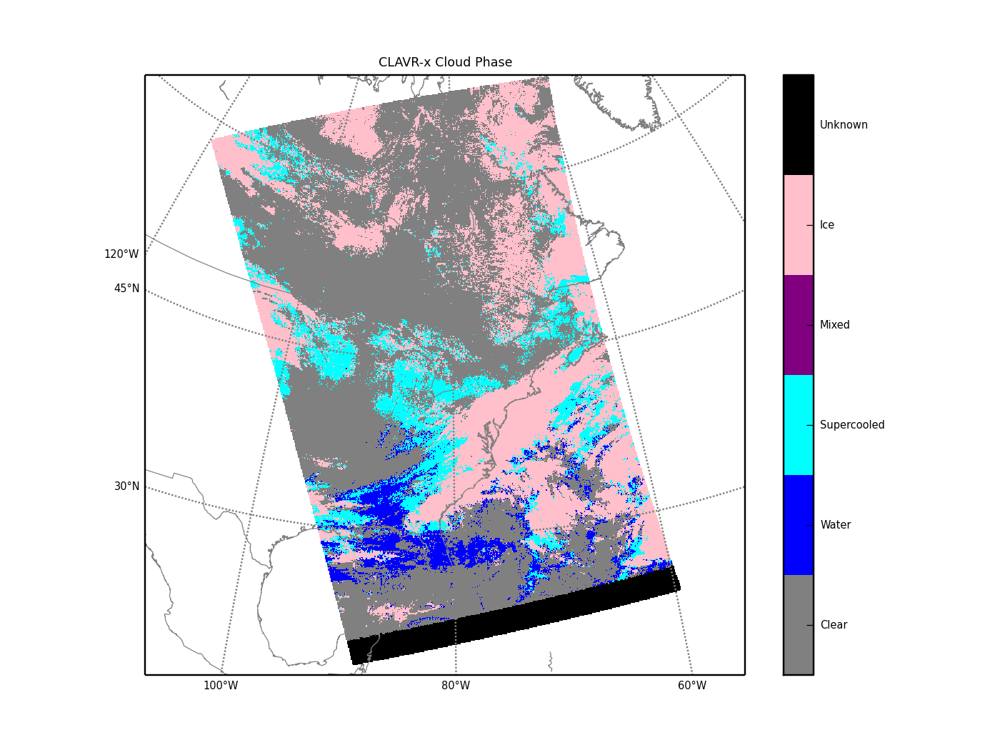 CLAVR-x Cloud Phase
120°W
45°N
30°N
100°W
80°W
60°W
Unknown
Ice
Mixed
Supercooled
Water
Clear